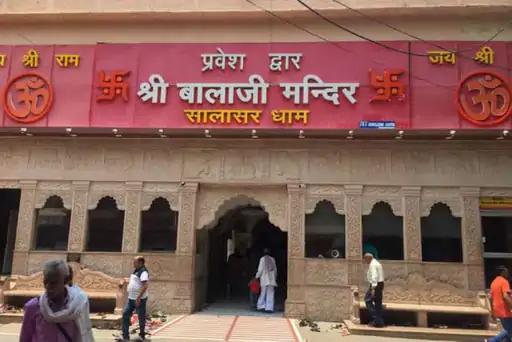 प्रवेश द्वार
श्री राम
जय श्री
श्री बालाजी मन्दिर
सालासर धाम
ॐ
ॐ